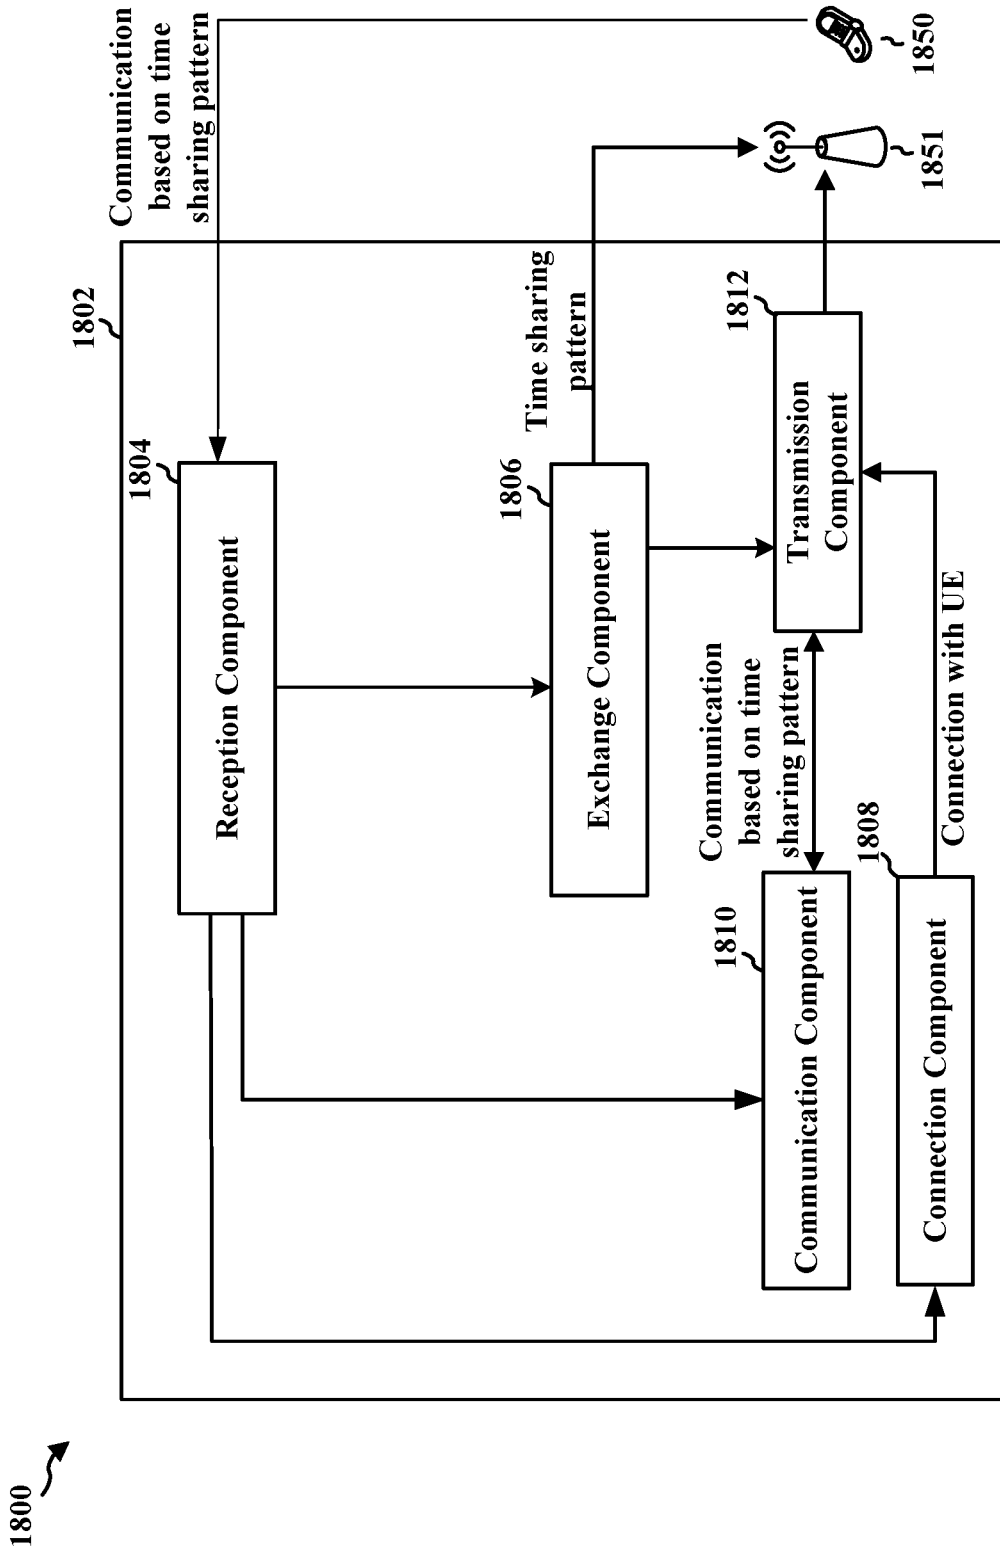 1800
1802
Communication
based on time
sharing pattern
1804
Reception Component
1806
Exchange Component
Time sharing
pattern
1850
1851
1810
Communication Component
Communication
based on time
sharing pattern
1812
Transmission
Component
1808
Connection Component
Connection with UE